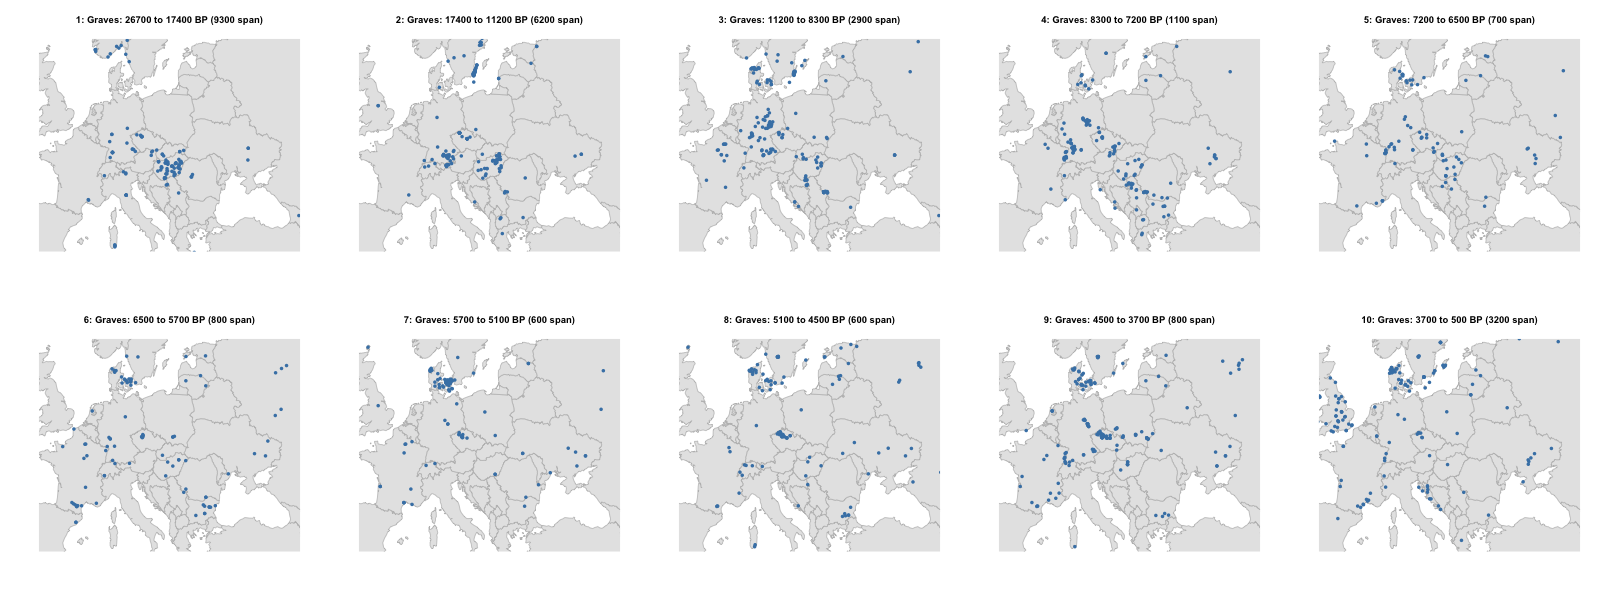 1: Graves: 26700 to 17400 BP (9300 span)
2: Graves: 17400 to 11200 BP (6200 span)
3: Graves: 11200 to 8300 BP (2900 span)
4: Graves: 8300 to 7200 BP (1100 span)
5: Graves: 7200 to 6500 BP (700 span)
6: Graves: 6500 to 5700 BP (800 span)
7: Graves: 5700 to 5100 BP (600 span)
8: Graves: 5100 to 4500 BP (600 span)
9: Graves: 4500 to 3700 BP (800 span)
10: Graves: 3700 to 500 BP (3200 span)